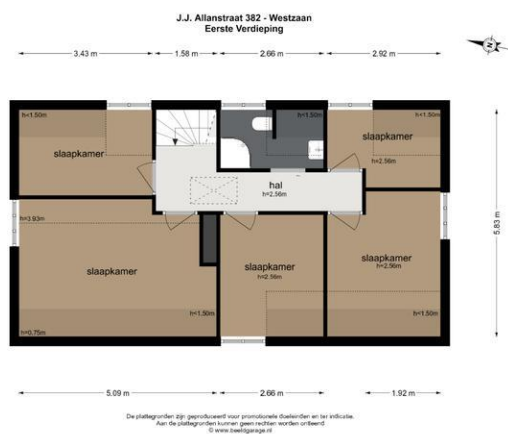 J.J. Allanstraat 382 - Westzaan
Eerste Verdieping
3.43 m 1.58 m 2.66 m 2.92 m
N
h<1.50m h<1.50m h<1.50m
slaapkamer
slaapkamer
h=2.56m
hal
h=2.56m
5.83 m
h=3.93m
slaapkamer
slaapkamer
h=2.56m
slaapkamer
h=2.56m
h<1.50m
h<1.50m
h=0.75m
5.09 m 2.66 m 1.92 m
De plattegronden zijn geproduceerd voor promotionele doeleinden en ter indicatie.
Aan de plattegronden kunnen geen rechten worden ontleend
© www.beeldgarage.nl